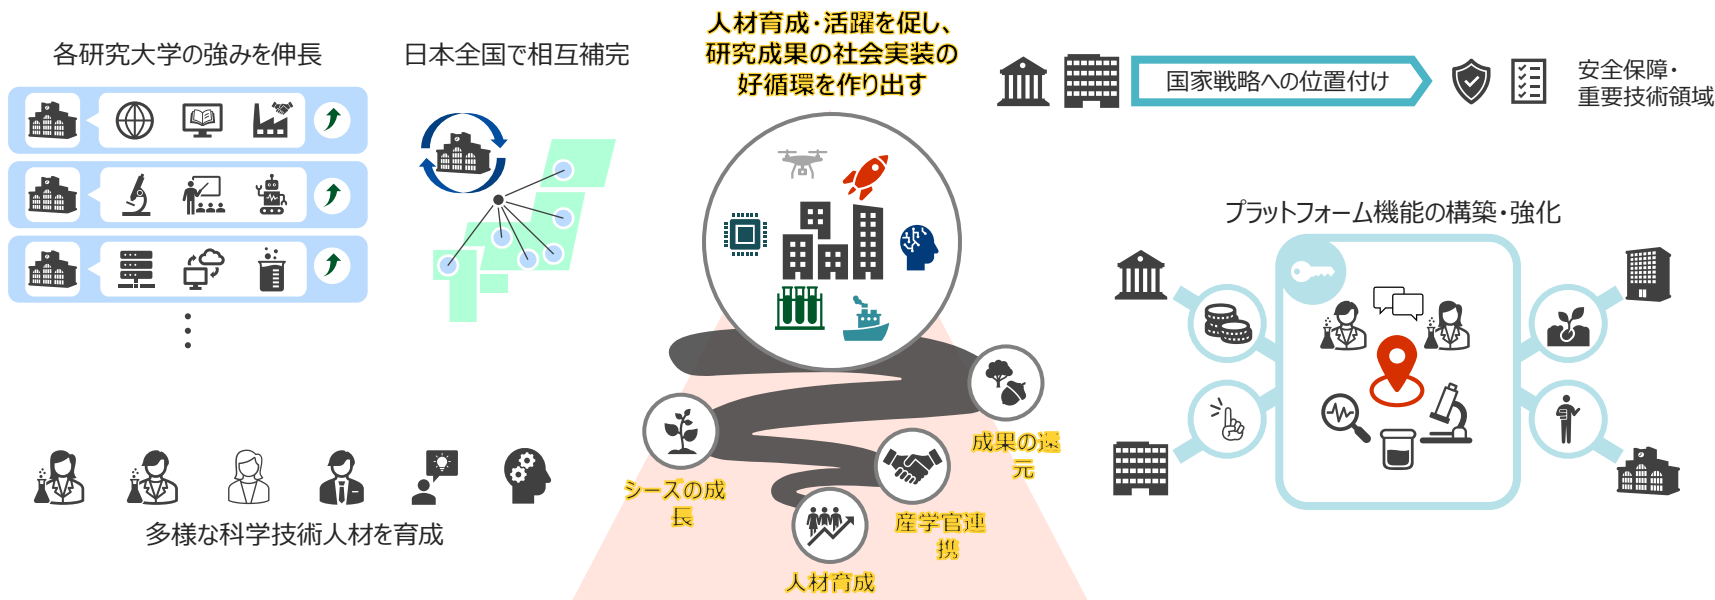 各研究大学の強みを伸長
日本全国で相互補完
人材育成・活躍を促し、
研究成果の社会実装の
好循環を作り出す
国家戦略への位置付け
安全保障・
重要技術領域
プラットフォーム機能の構築・強化
成果の還
元
シーズの成
長
産学官連
携
人材育成
多様な科学技術人材を育成